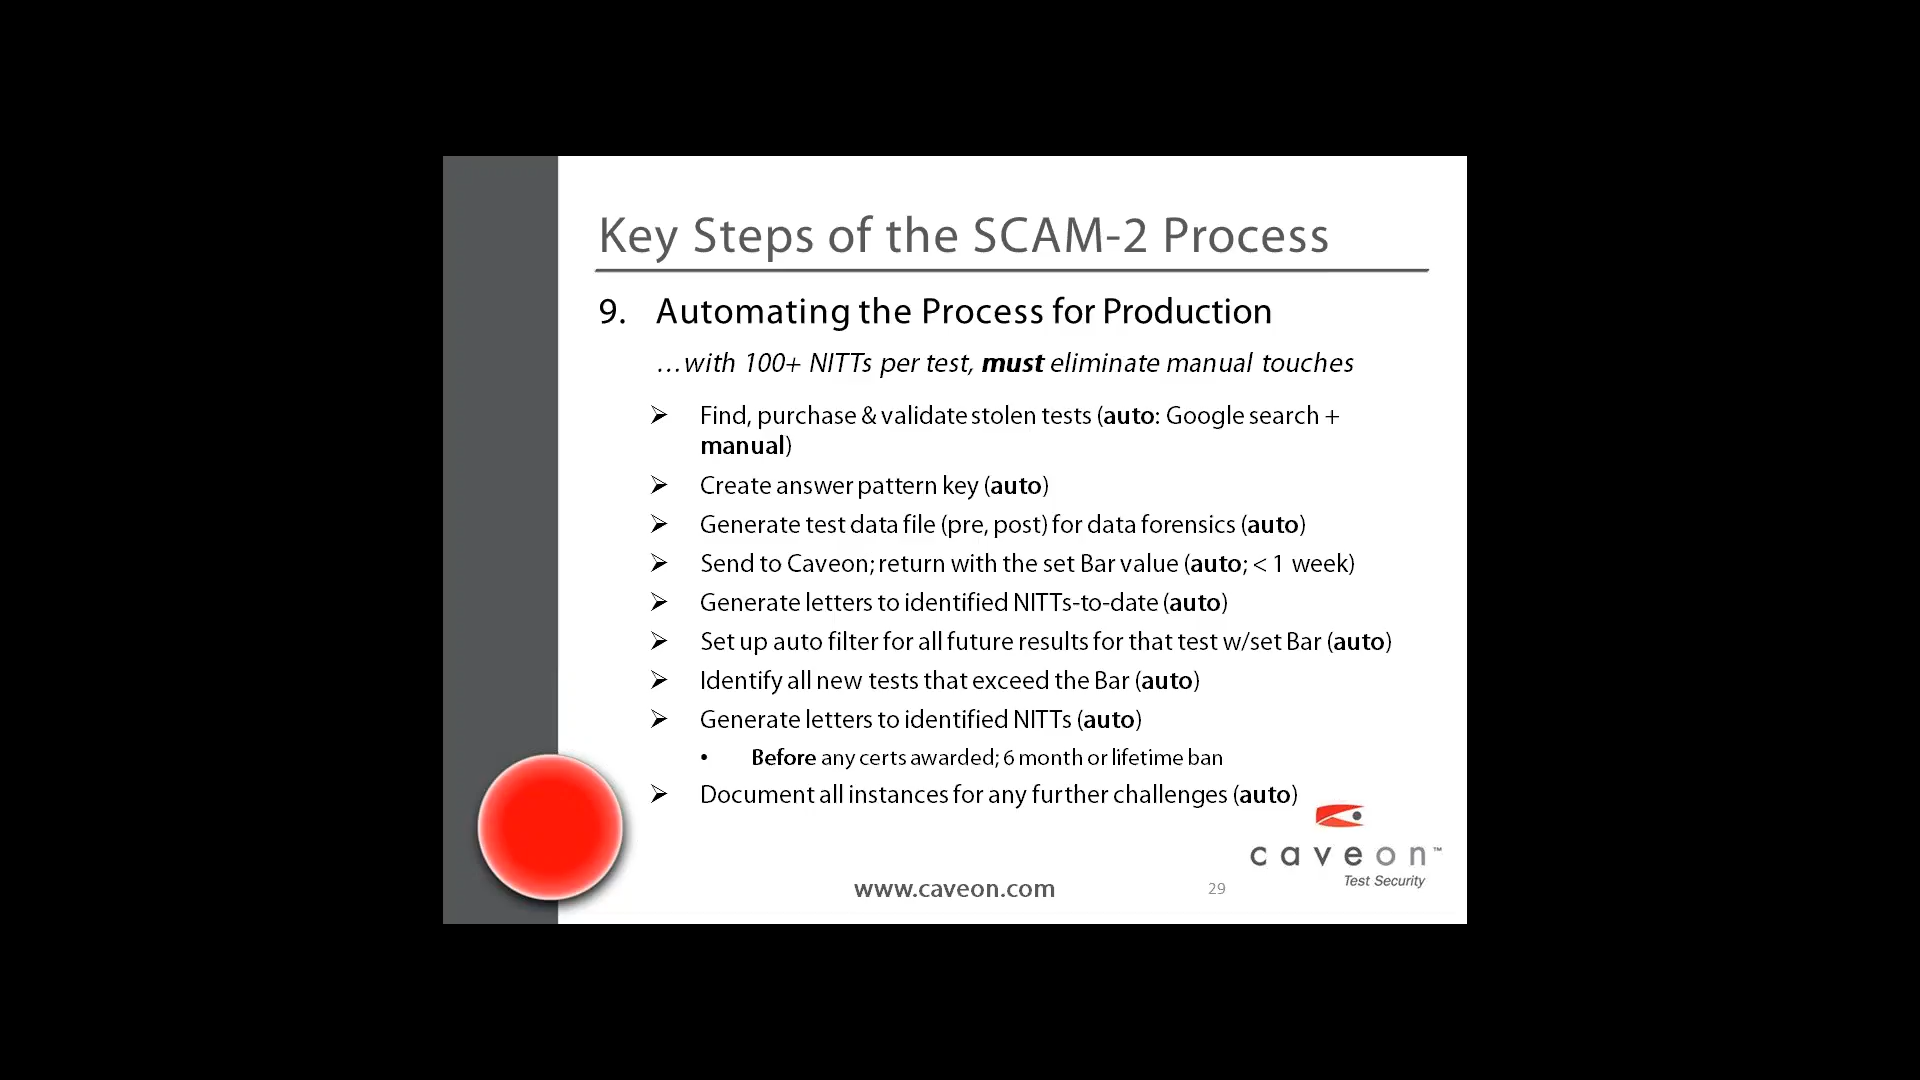 Key Steps of the SCAM-2 Process
9. Automating the Process for Production
…with 100+ NITTs per test, must eliminate manual touches
➢ Find, purchase & validate stolen tests (auto: Google search +
manual)
➢ Create answer pattern key (auto)
➢ Generate test data file (pre, post) for data forensics (auto)
➢ Send to Caveon; return with the set Bar value (auto; < 1 week)
➢ Generate letters to identified NITTs-to-date (auto)
➢ Set up auto filter for all future results for that test w/set Bar (auto)
➢ Identify all new tests that exceed the Bar (auto)
➢ Generate letters to identified NITTs (auto)
• Before any certs awarded; 6 month or lifetime ban
➢ Document all instances for any further challenges (auto)
caveon™
Test Security
www.caveon.com
29